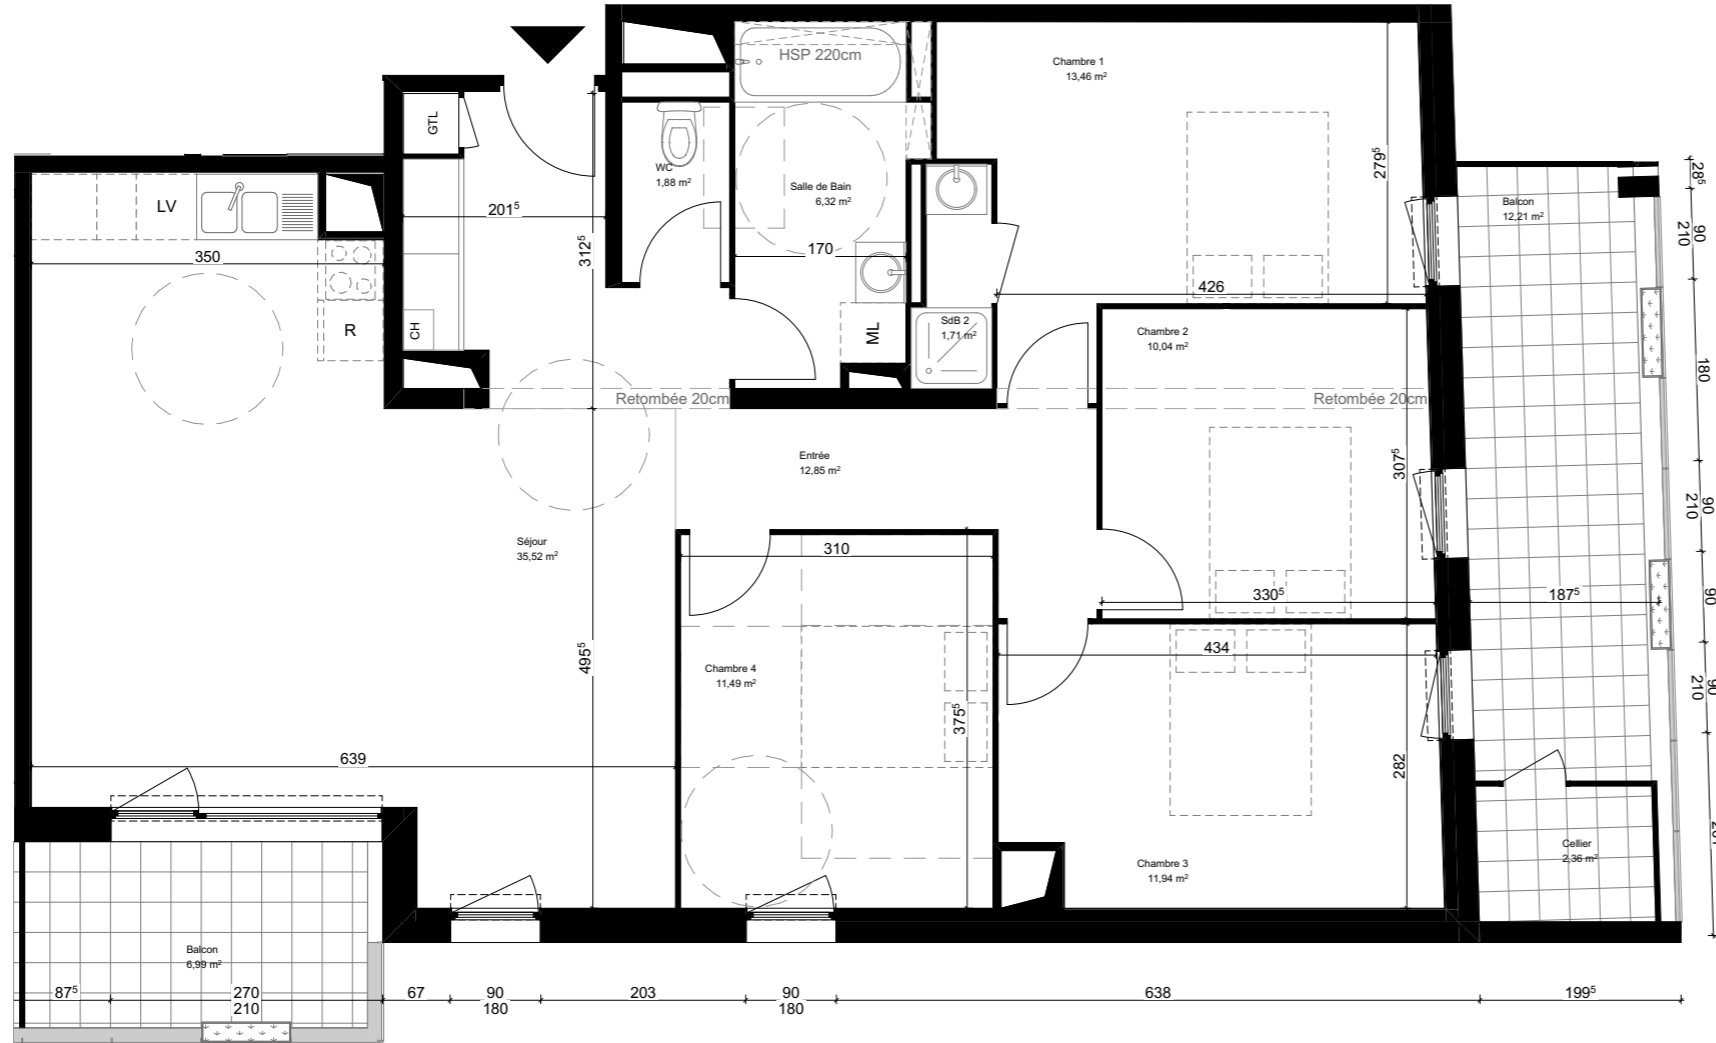 HSP 220cm
Chambre 1
13,46 m²
GTL
WC
1,88 m²
Salle de Bain
6,32 m²
279⁵
28⁵
Balcon
12,21 m²
90
210
LV
201⁵
312⁵
170
350
426
R
CH
ML
SdB 2
1,71 m²
Chambre 2
10,04 m²
180
Retombée 20cm
Retombée 20cm
Entrée
12,85 m²
307⁵
90
210
Séjour
35,52 m²
310
330⁵
187⁵
90
495⁵
434
Chambre 4
11,49 m²
375⁵
90
210
639
282
Cellier
2,36 m²
Chambre 3
11,94 m²
Balcon
6,99 m²
87⁵
270
210
67
90
180
203
90
180
638
199⁵